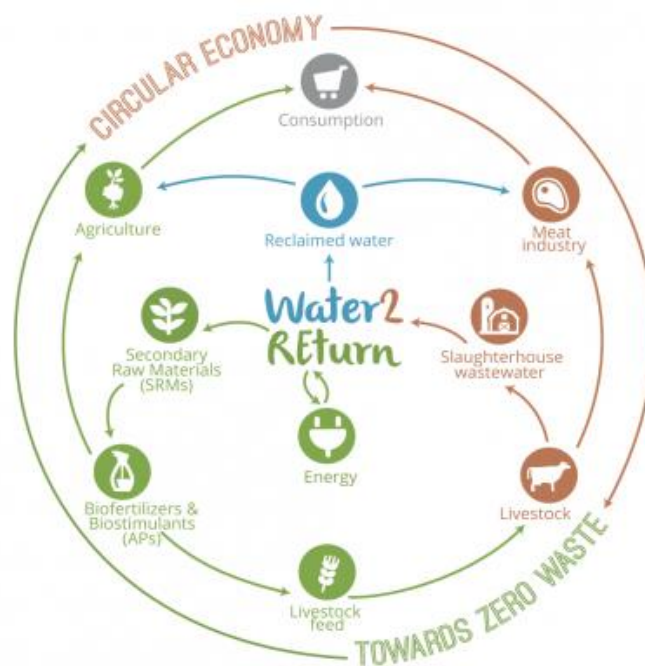 CIRCULAR ECONOMY
Consumption
Agriculture
Reclaimed water
Meat
industry
Water2
REturn
Secondary
Raw Materials
(SRMs)
Slaughterhouse
wastewater
Energy
Biofertilizers &
Biostimulants
(APs)
Livestock
Livestock
feed
TOWARDS ZERO WASTE